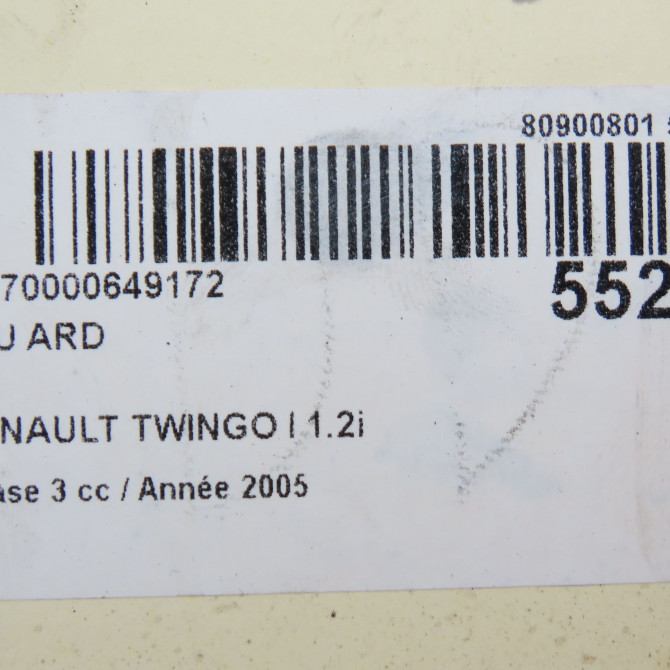 80900801
70000649172
552
U ARD
NAULT TWINGO I 1.2i
ase 3 cc / Année 2005